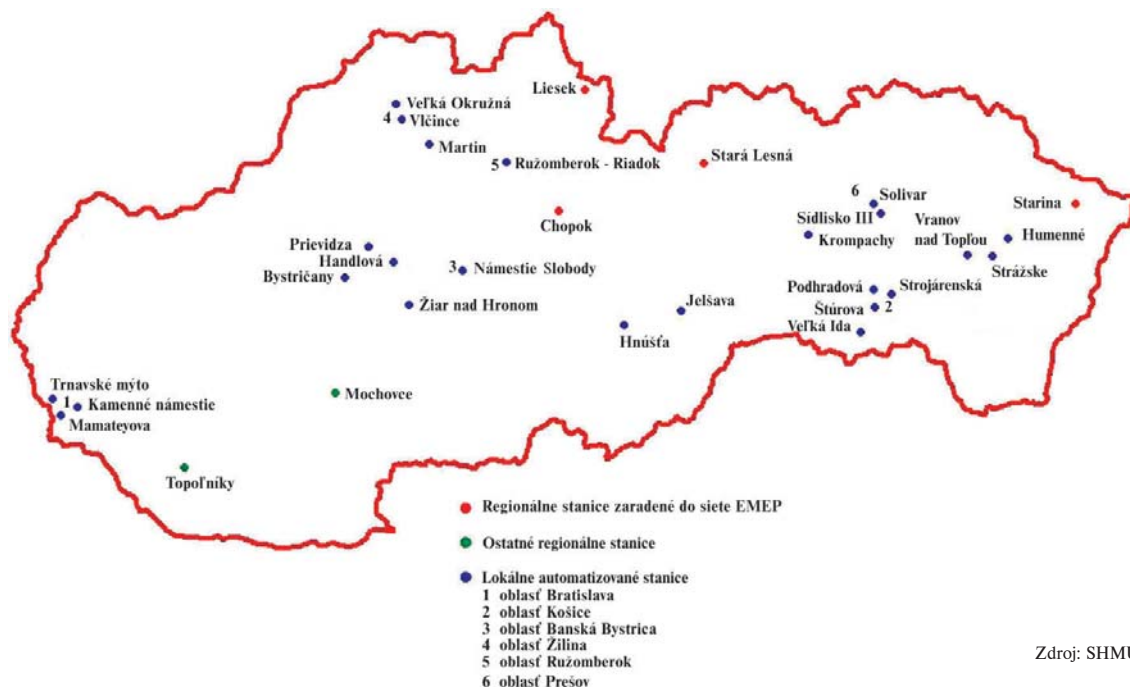 Liesek
Veľká Okružná
4 Vlčince
Martin
5 Ružomberok - Riadok
Stará Lesná
6 Solivar
Starina
Chopok
Sídlisko III
Vranov
nad Topľou
Humenné
Krompachy
Prievidza
Handlová
Bystričany
3 Námestie Slobody
Strážske
Podhradová
Strojárenská
Žiar nad Hronom
Jelšava
Štúrova 2
Hnúšťa
Veľká Ida
Trnavské mýto
1 Kamenné námestie
Mamateyova
Mochovce
Topoľníky
Regionálne stanice zaradené do siete EMEP
Ostatné regionálne stanice
Lokálne automatizované stanice
1 oblasť Bratislava
2 oblasť Košice
3 oblasť Banská Bystrica
4 oblasť Žilina
5 oblasť Ružomberok
6 oblasť Prešov
Zdroj: SHMÚ